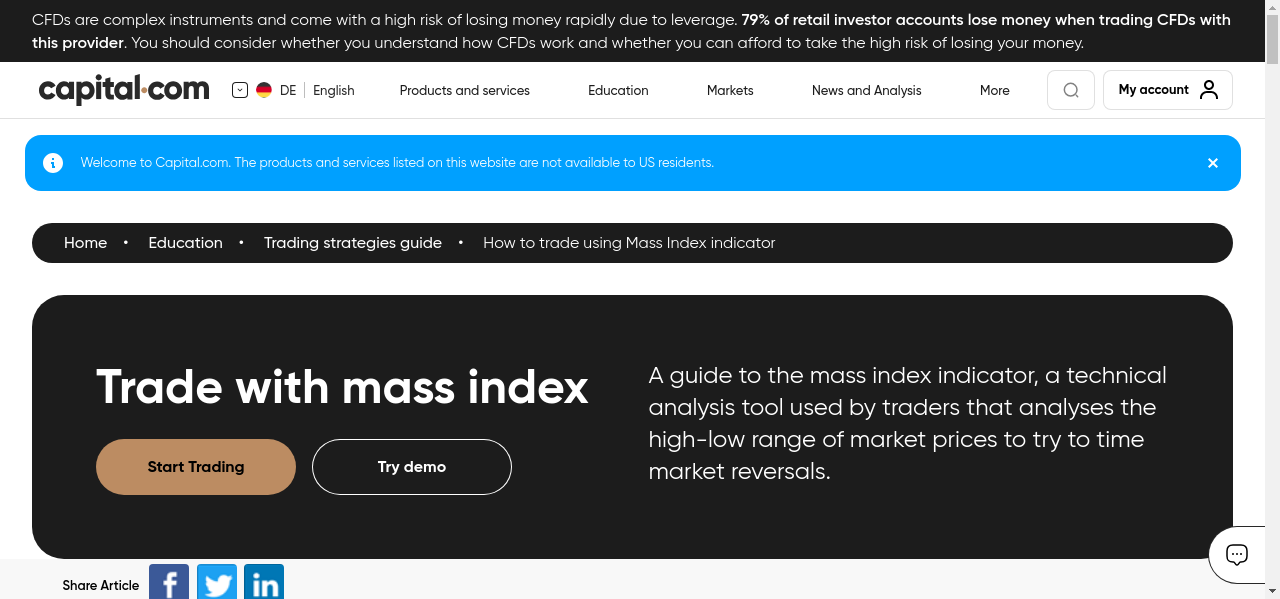 CFDs are complex instruments and come with a high risk of losing money rapidly due to leverage. 79% of retail investor accounts lose money when trading CFDs with
this provider. You should consider whether you understand how CFDs work and whether you can afford to take the high risk of losing your money.
capital.com DE English Products and services Education Markets News and Analysis More My account
Welcome to Capital.com. The products and services listed on this website are not available to US residents.
Home • Education • Trading strategies guide • How to trade using Mass Index indicator
Trade with mass index
Start Trading Try demo
A guide to the mass index indicator, a technical
analysis tool used by traders that analyses the
high-low range of market prices to try to time
market reversals.
Share Article